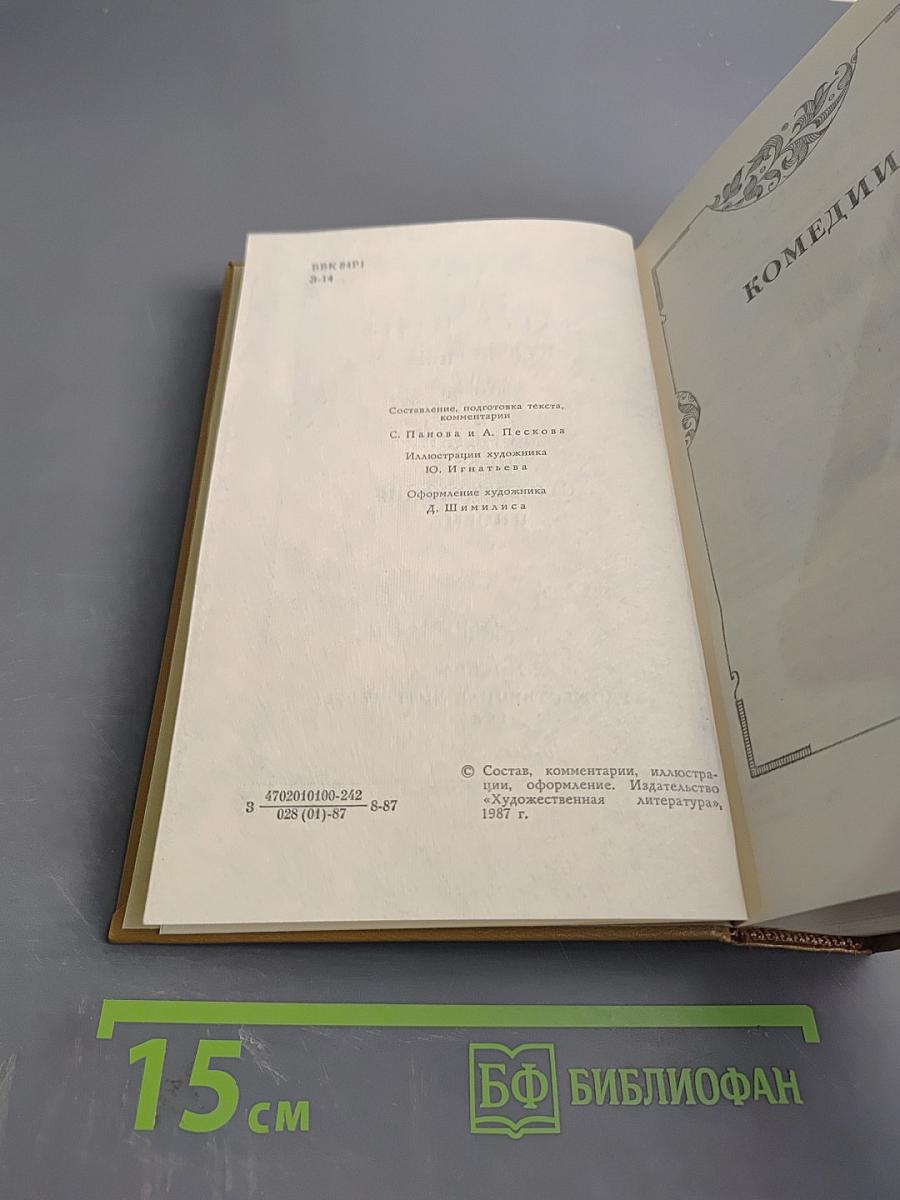 ББК 84Р1
З-14
Составление, подготовка текста,
комментарии
С. Панова и А. Пескова
Иллюстрации художника
Ю. Игнатьева
Оформление художника
Д. Шимилиса
З 4702010100-242 8-87
028 (01)-87
© Состав, комментарии, иллюстра-
ции, оформление. Издательство
«Художественная литература»,
1987 г.
КОМЕДИИ
15 см
БФ БИБЛИОФАН